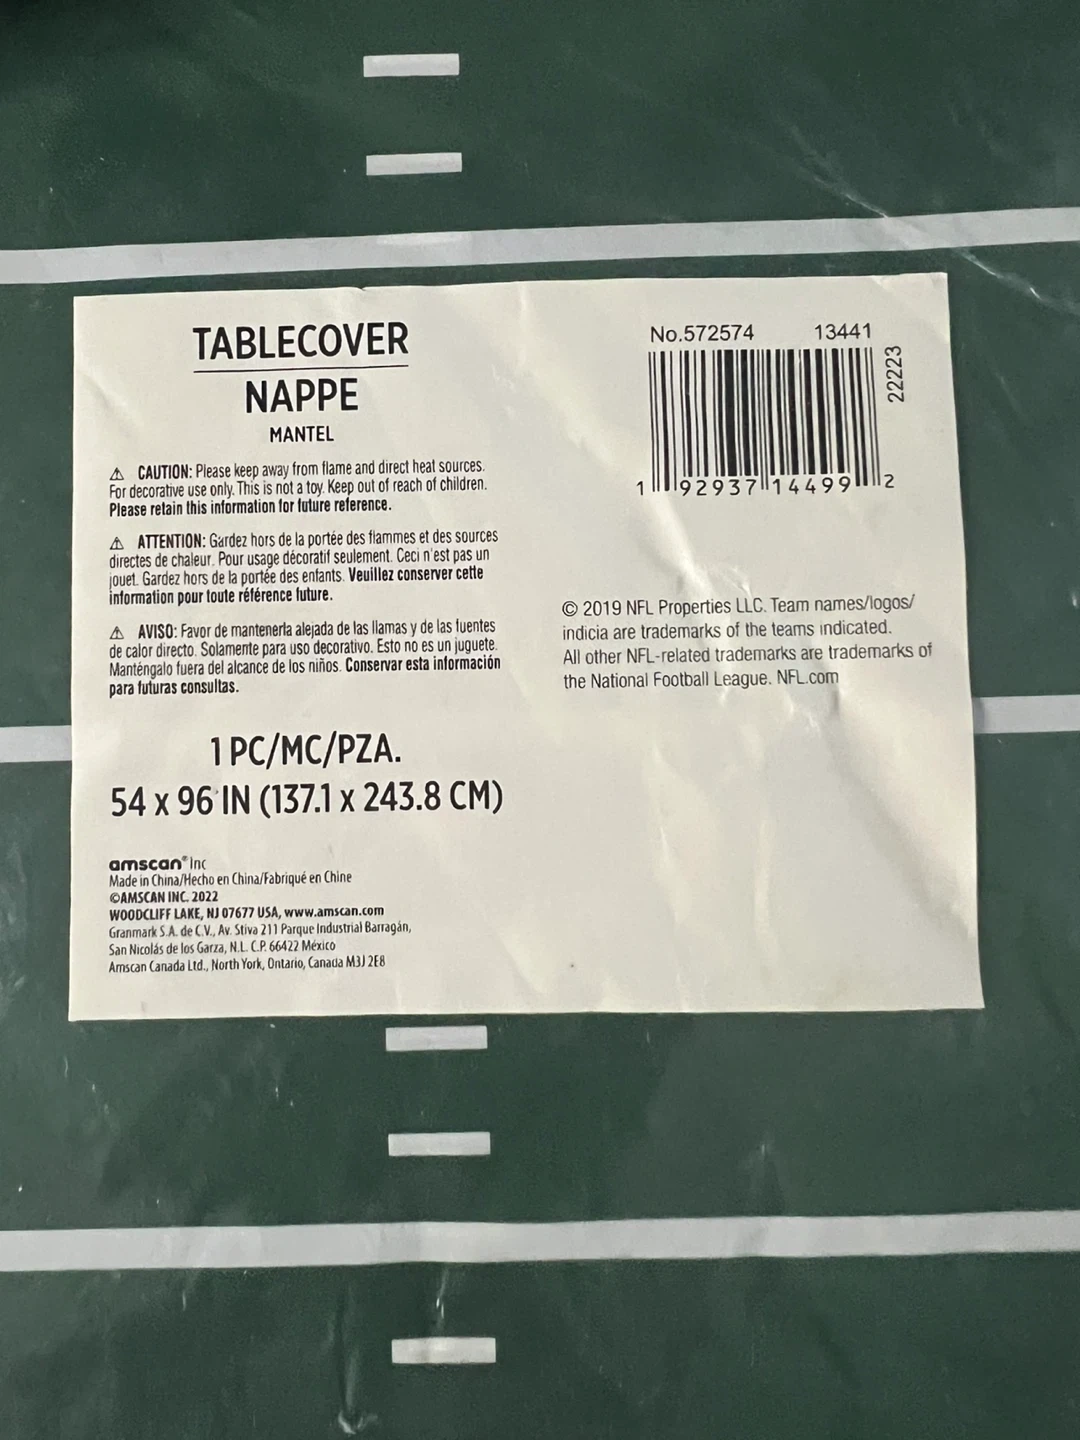 TABLECOVER
NAPPE
MANTEL
⚠ CAUTION: Please keep away from flame and direct heat sources.
For decorative use only. This is not a toy. Keep out of reach of children.
Please retain this information for future reference.
⚠ ATTENTION: Gardez hors de la portée des flammes et des sources
directes de chaleur. Pour usage décoratif seulement. Ceci n'est pas un
jouet. Gardez hors de la portée des enfants. Veuillez conserver cette
information pour toute référence future.
⚠ AVISO: Favor de mantenerla alejada de las llamas y de las fuentes
de calor directo. Solamente para uso decorativo. Esto no es un juguete.
Manténgalo fuera del alcance de los niños. Conservar esta información
para futuras consultas.
1 PC/MC/PZA.
54 x 96 IN (137.1 x 243.8 CM)
amscan® Inc
Made in China/Hecho en China/Fabriqué en Chine
©AMSCAN INC. 2022
WOODCLIFF LAKE, NJ 07677 USA, www.amscan.com
Granmark S.A. de C.V., Av. Stiva 211 Parque Industrial Barragán,
San Nicolás de los Garza, N.L. C.P. 66422 México
Amscan Canada Ltd., North York, Ontario, Canada M3J 2E8
No.572574 13441
22223
1 92937 14499 2
© 2019 NFL Properties LLC. Team names/logos/
indicia are trademarks of the teams indicated.
All other NFL-related trademarks are trademarks of
the National Football League. NFL.com